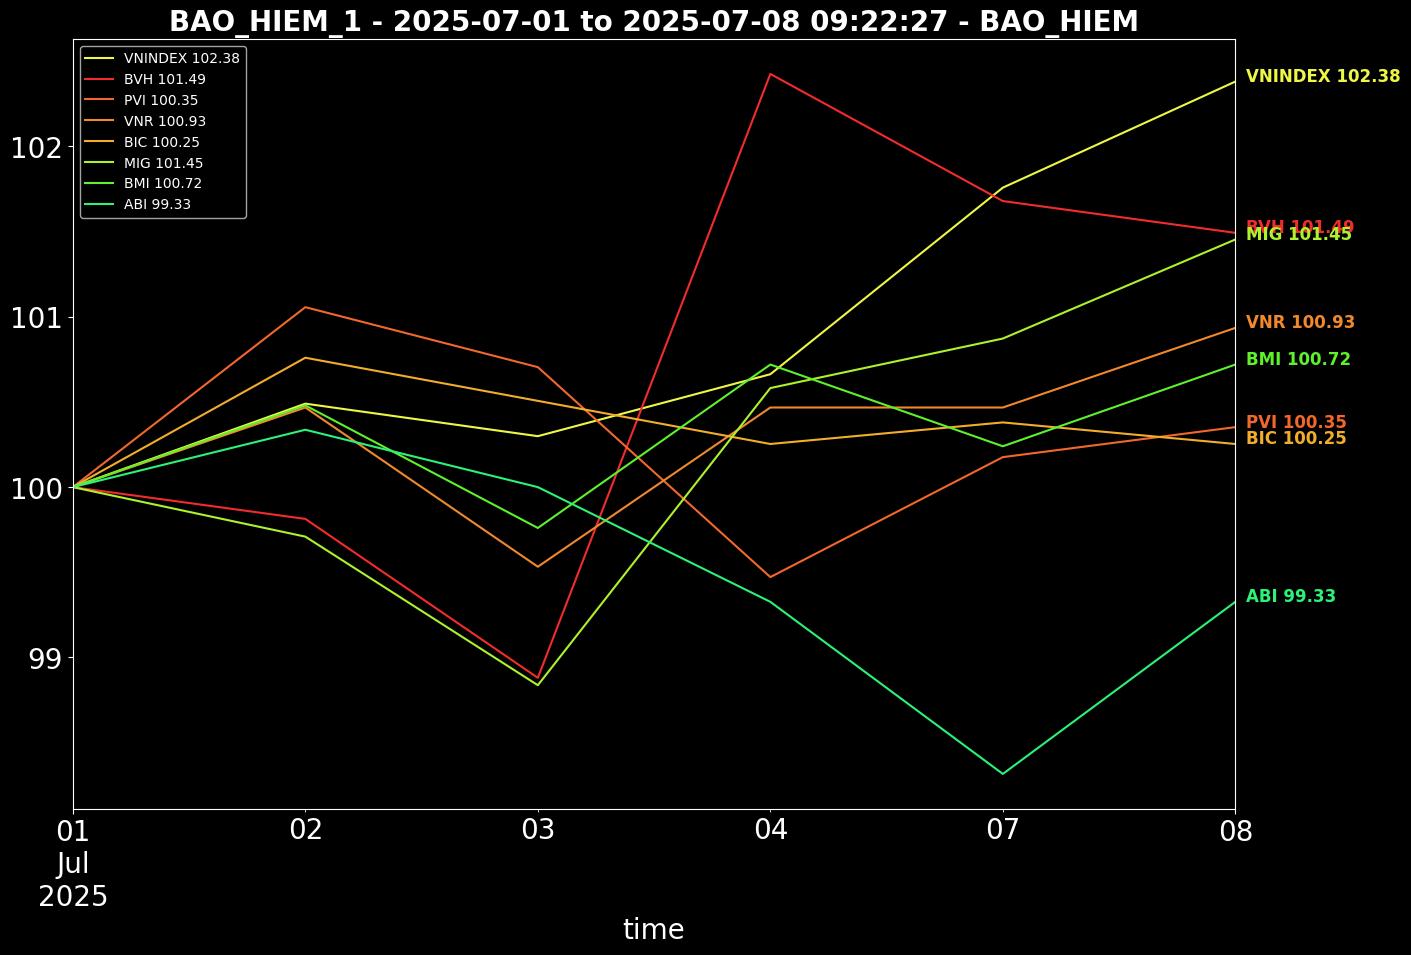 BAO_HIEM_1 - 2025-07-01 to 2025-07-08 09:22:27 - BAO_HIEM
VNINDEX 102.38
BVH 101.49
PVI 100.35
VNR 100.93
BIC 100.25
MIG 101.45
BMI 100.72
ABI 99.33
102
101
100
99
VNINDEX 102.38
BVH 101.49
MIG 101.45
VNR 100.93
BMI 100.72
PVI 100.35
BIC 100.25
ABI 99.33
01 02 03 04 07 08
Jul
2025
time